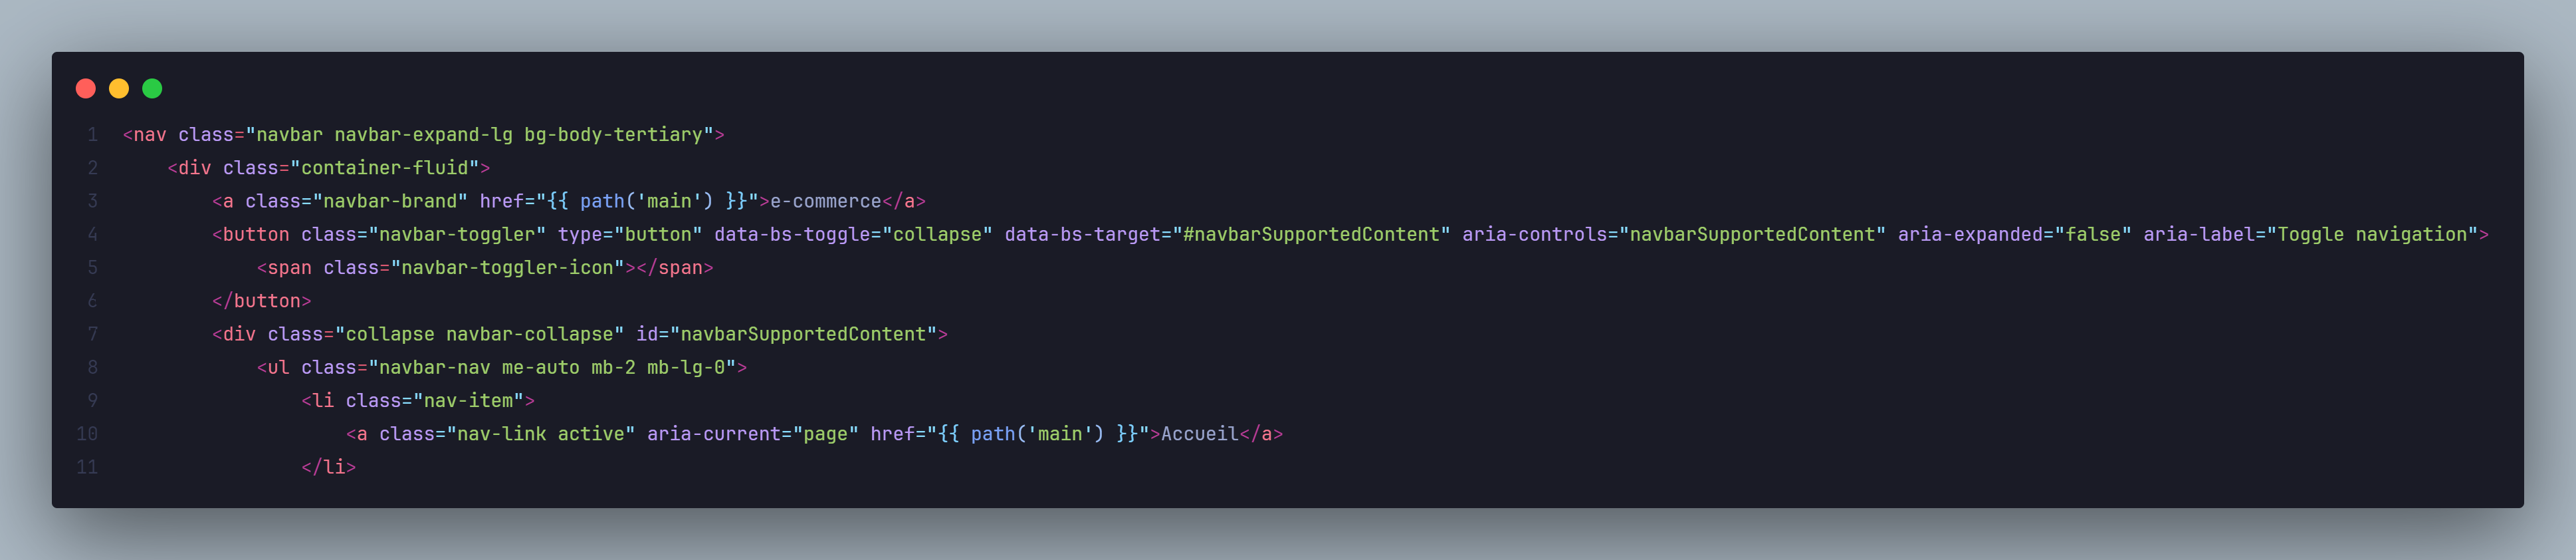 1 <nav class="navbar navbar-expand-lg bg-body-tertiary">
2     <div class="container-fluid">
3         <a class="navbar-brand" href="{{ path('main') }}">e-commerce</a>
4         <button class="navbar-toggler" type="button" data-bs-toggle="collapse" data-bs-target="#navbarSupportedContent" aria-controls="navbarSupportedContent" aria-expanded="false" aria-label="Toggle navigation">
5             <span class="navbar-toggler-icon"></span>
6         </button>
7         <div class="collapse navbar-collapse" id="navbarSupportedContent">
8             <ul class="navbar-nav me-auto mb-2 mb-lg-0">
9                 <li class="nav-item">
10                     <a class="nav-link active" aria-current="page" href="{{ path('main') }}">Accueil</a>
11                 </li>